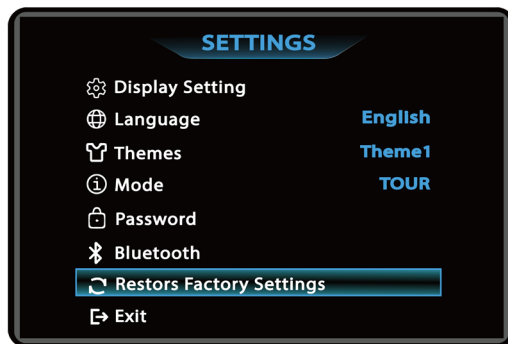 SETTINGS
Display Setting
Language English
Themes Theme1
Mode TOUR
Password
Bluetooth
Restors Factory Settings
Exit